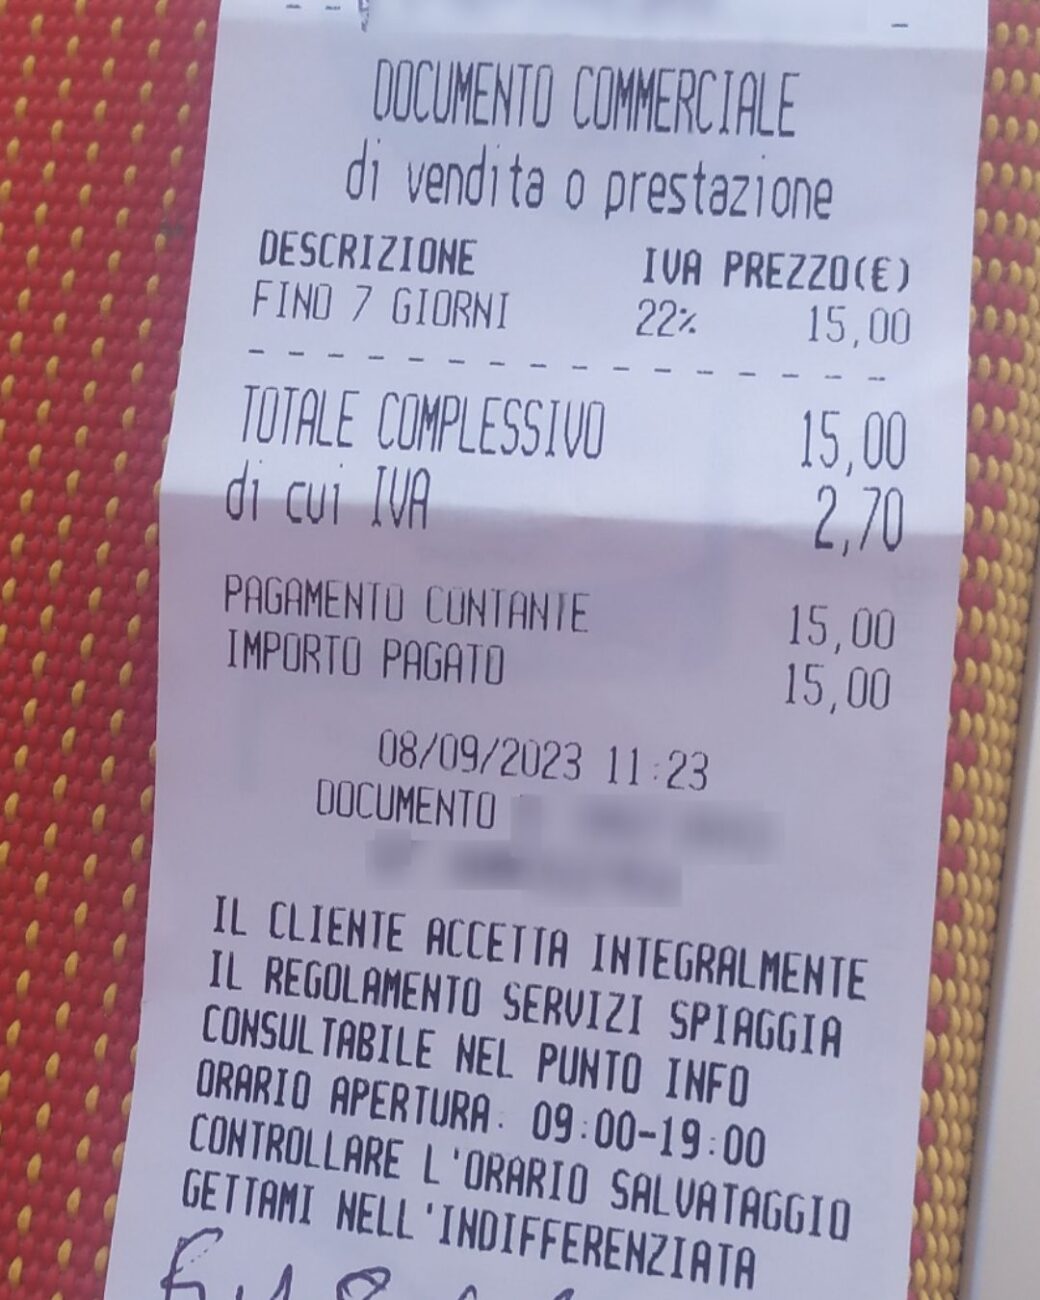 DOCUMENTO COMMERCIALE
di vendita o prestazione
DESCRIZIONE IVA PREZZO(€)
FINO 7 GIORNI 22% 15,00
TOTALE COMPLESSIVO 15,00
di cui IVA 2,70
PAGAMENTO CONTANTE 15,00
IMPORTO PAGATO 15,00
08/09/2023 11:23
DOCUMENTO
IL CLIENTE ACCETTA INTEGRALMENTE
IL REGOLAMENTO SERVIZI SPIAGGIA
CONSULTABILE NEL PUNTO INFO
ORARIO APERTURA: 09:00-19:00
CONTROLLARE L'ORARIO SALVATAGGIO
GETTAMI NELL'INDIFFERENZIATA